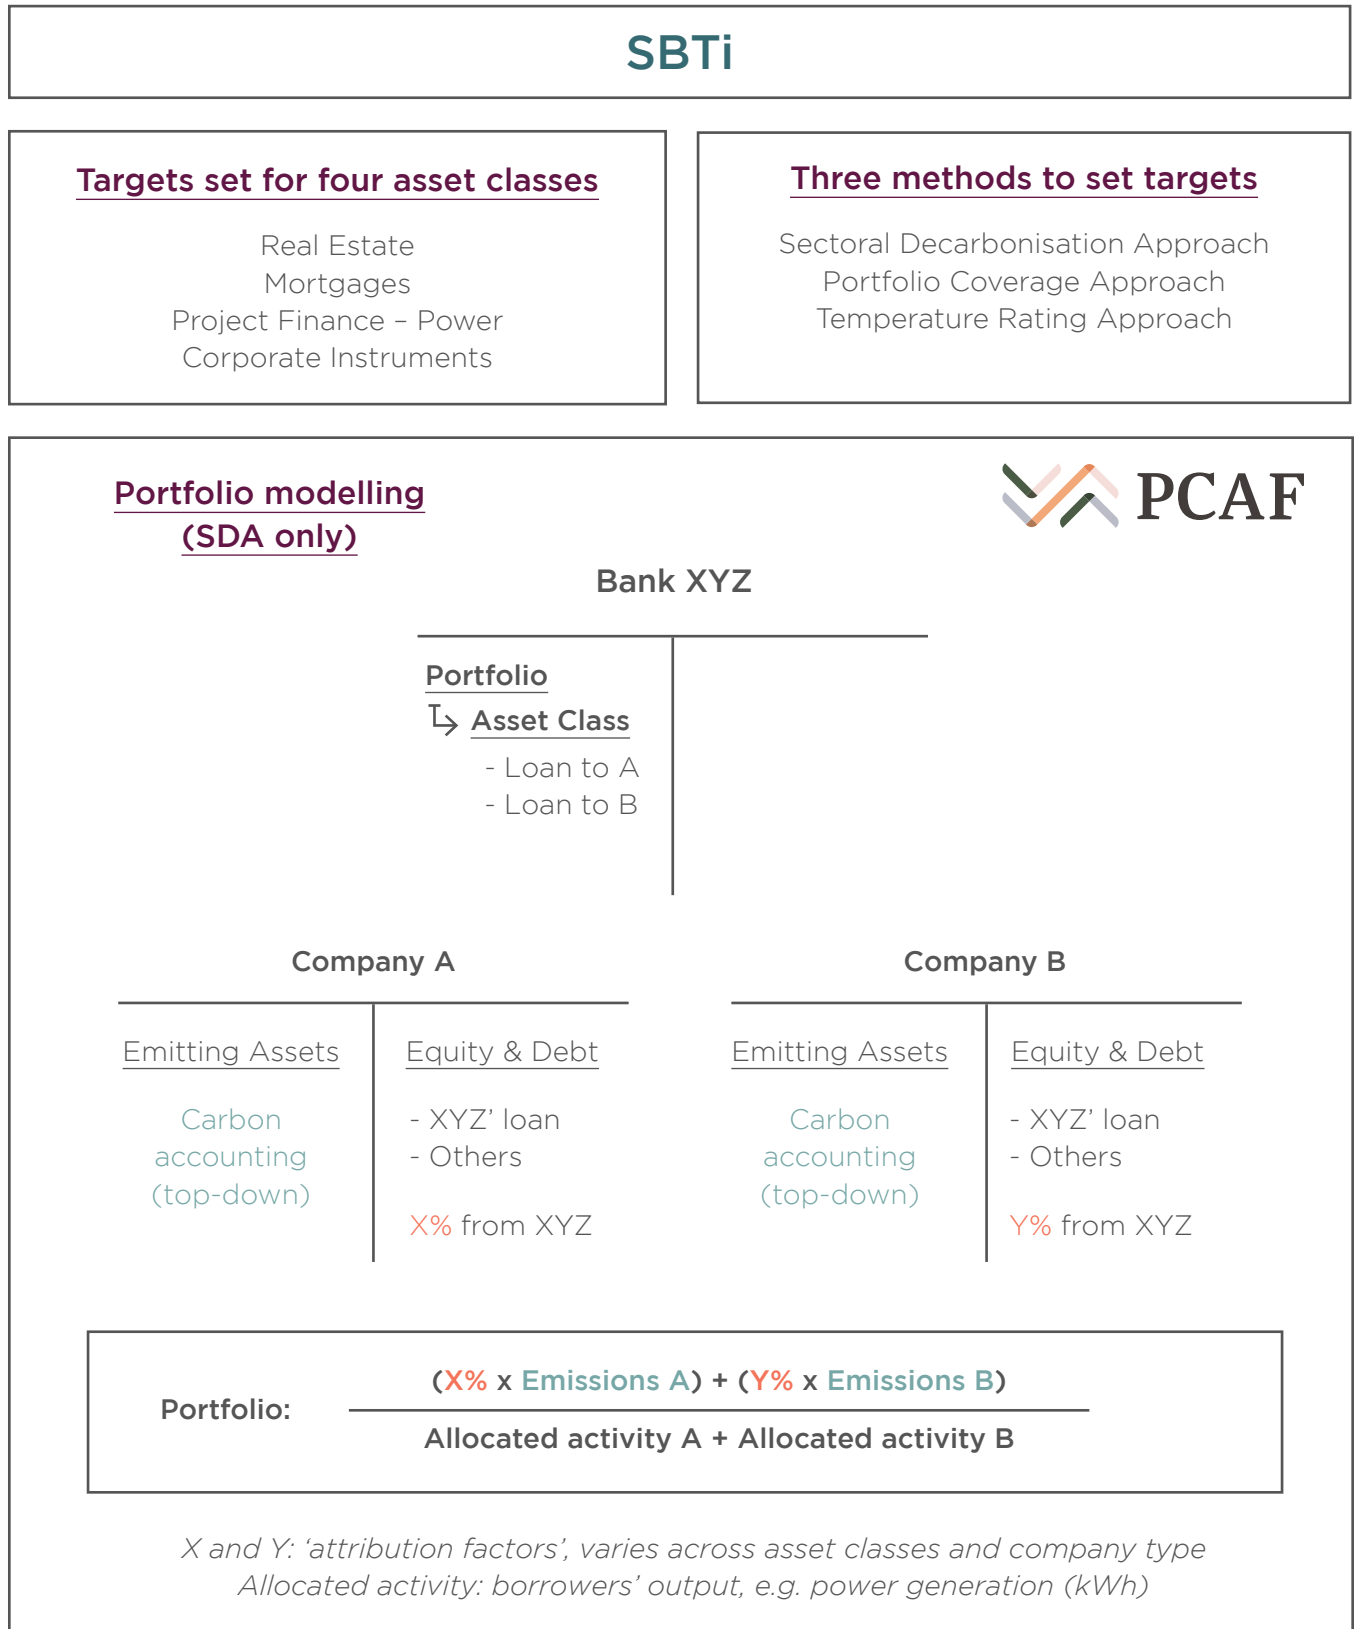 SBTi
Targets set for four asset classes
Real Estate
Mortgages
Project Finance – Power
Corporate Instruments
Three methods to set targets
Sectoral Decarbonisation Approach
Portfolio Coverage Approach
Temperature Rating Approach
Portfolio modelling
(SDA only)
PCAF
Bank XYZ
Portfolio
Asset Class
- Loan to A
- Loan to B
Company A
Emitting Assets
Carbon
accounting
(top-down)
Equity & Debt
- XYZ’ loan
- Others
X% from XYZ
Company B
Emitting Assets
Carbon
accounting
(top-down)
Equity & Debt
- XYZ’ loan
- Others
Y% from XYZ
Portfolio:
(X% x Emissions A) + (Y% x Emissions B)
Allocated activity A + Allocated activity B
X and Y: ‘attribution factors’, varies across asset classes and company type
Allocated activity: borrowers’ output, e.g. power generation (kWh)